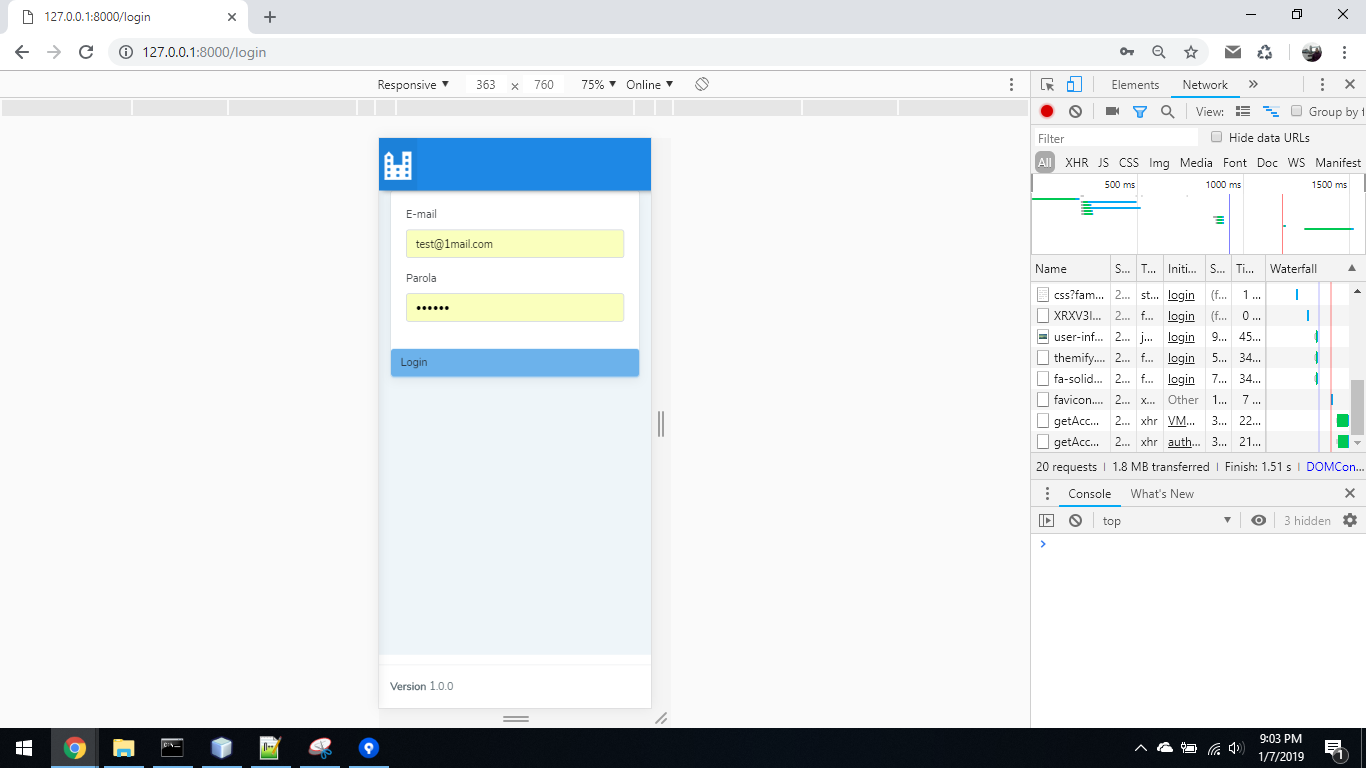 127.0.0.1:8000/login
127.0.0.1:8000/login
Responsive 363 x 760 75% Online
Elements Network
View: Group by f
Filter Hide data URLs
All XHR JS CSS Img Media Font Doc WS Manifest
500 ms 1000 ms 1500 ms
Name S... T... Initi... S... Ti... Waterfall
css?fam... 2... st... login (f... 1 ...
XRXV3I... 2... f... login (f... 0 ...
user-inf... 2... j... login 9... 45...
themify.... 2... f... login 5... 34...
fa-solid... 2... f... login 7... 34...
favicon.... 2... x... Other 1... 7 ...
getAcc... 2... xhr VM... 3... 22...
getAcc... 2... xhr auth... 3... 21...
20 requests 1.8 MB transferred Finish: 1.51 s DOMCon...
Console What's New
top 3 hidden
E-mail
test@1mail.com
Parola
••••••
Login
Version 1.0.0
9:03 PM
1/7/2019
1